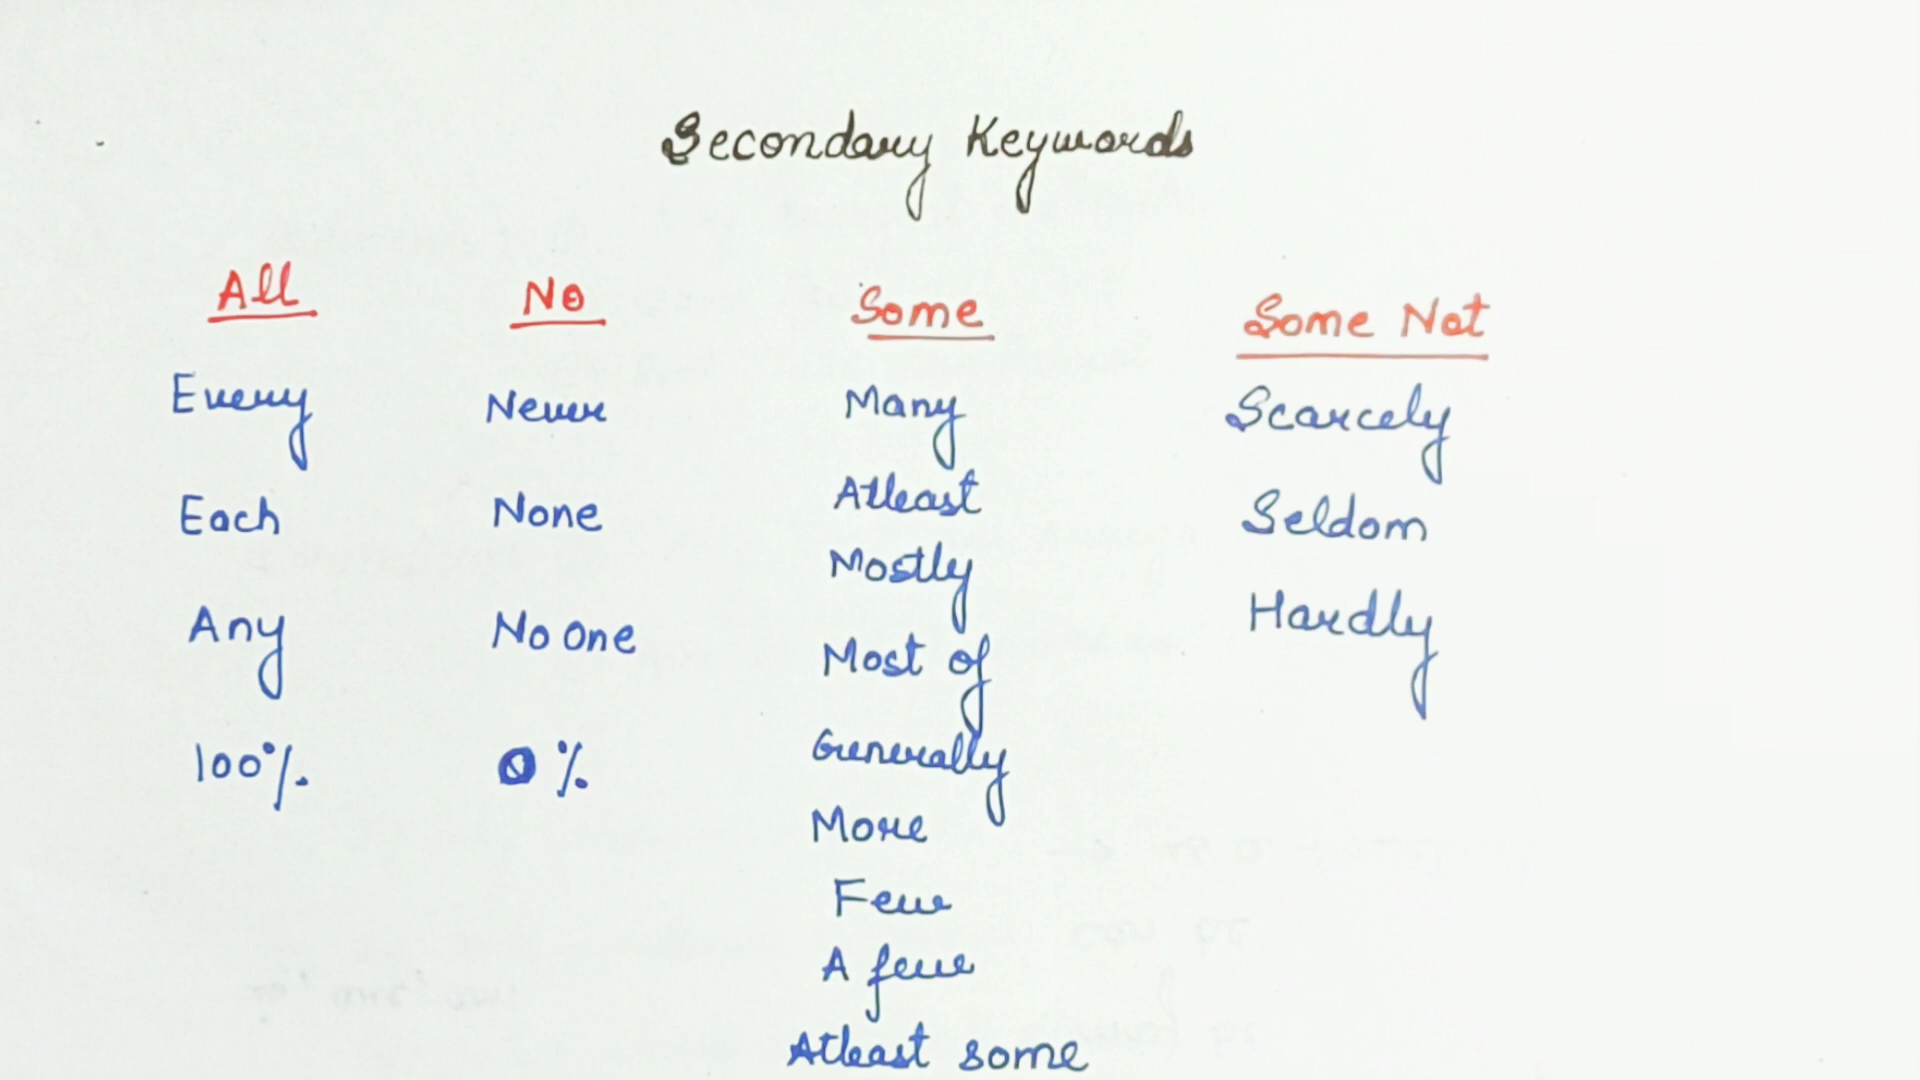 Secondary Keywords
All No Some Some Not
Every Never Many Scarcely
Each None Atleast Seldom
Any No One Mostly Hardly
100% 0% Most of
Generally
More
Few
A few
Atleast some